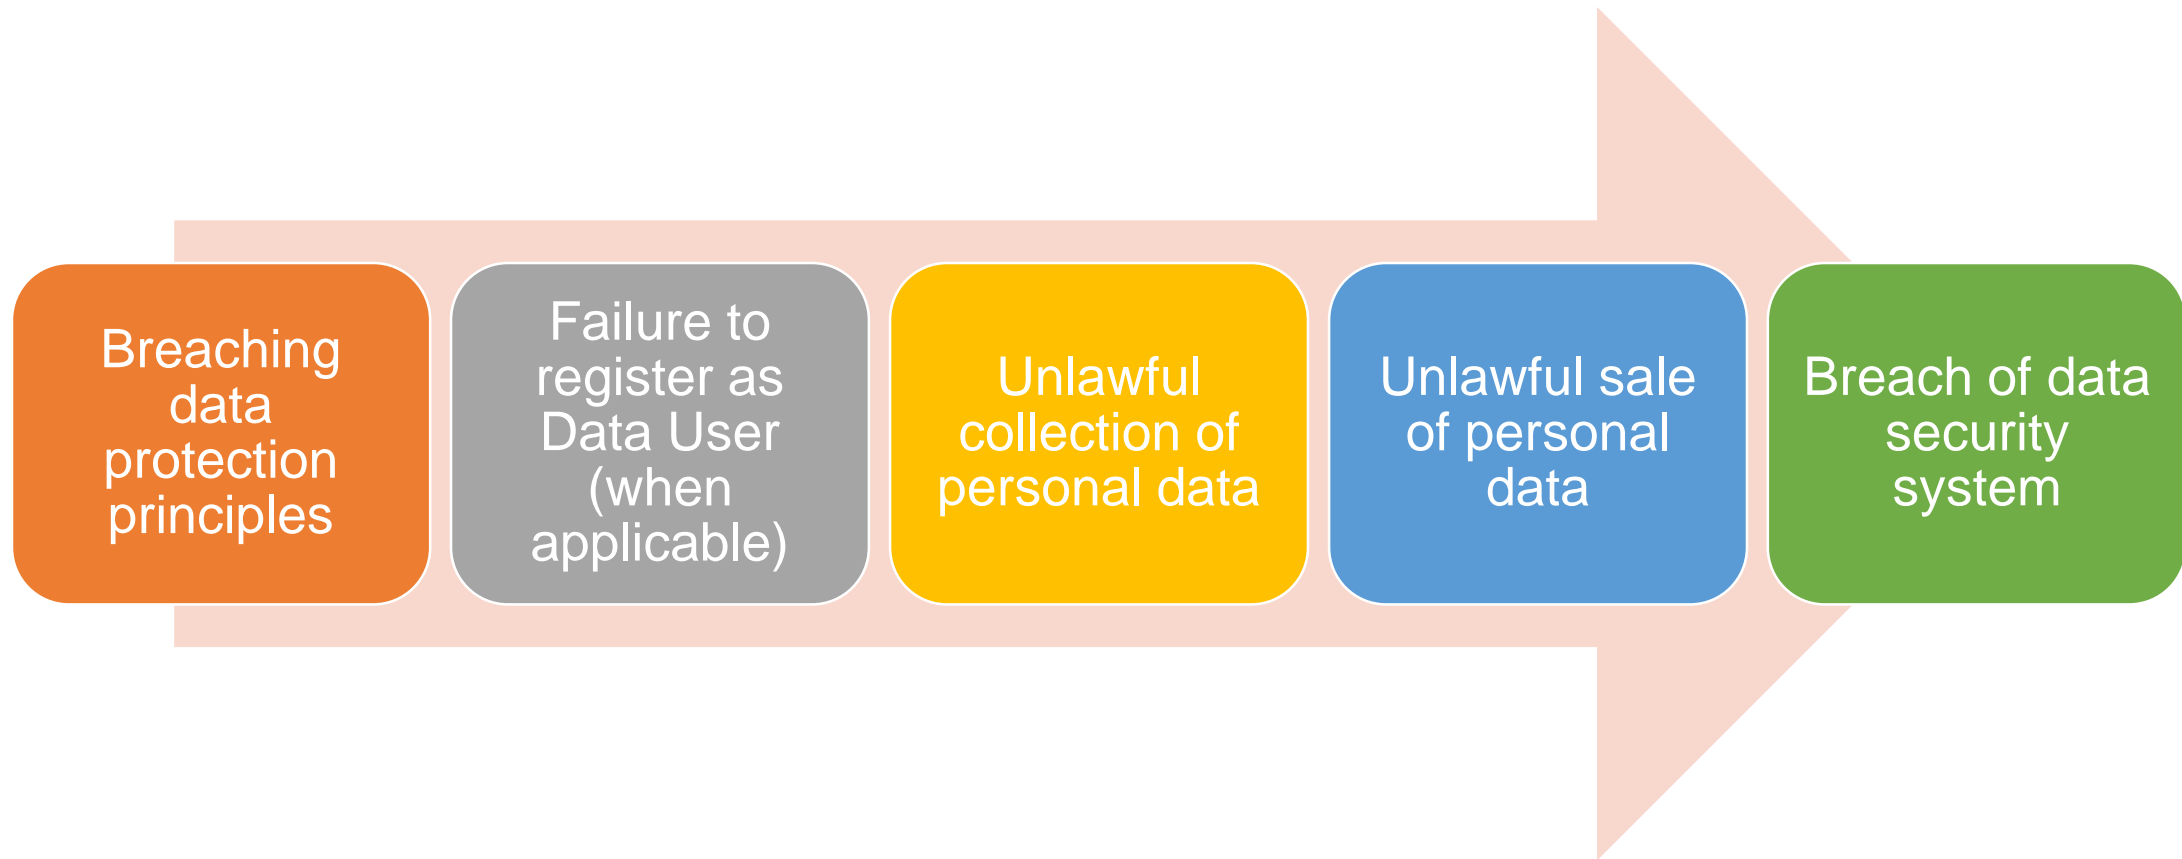 Breaching
data
protection
principles
Failure to
register as
Data User
(when
applicable)
Unlawful
collection of
personal data
Unlawful sale
of personal
data
Breach of data
security
system